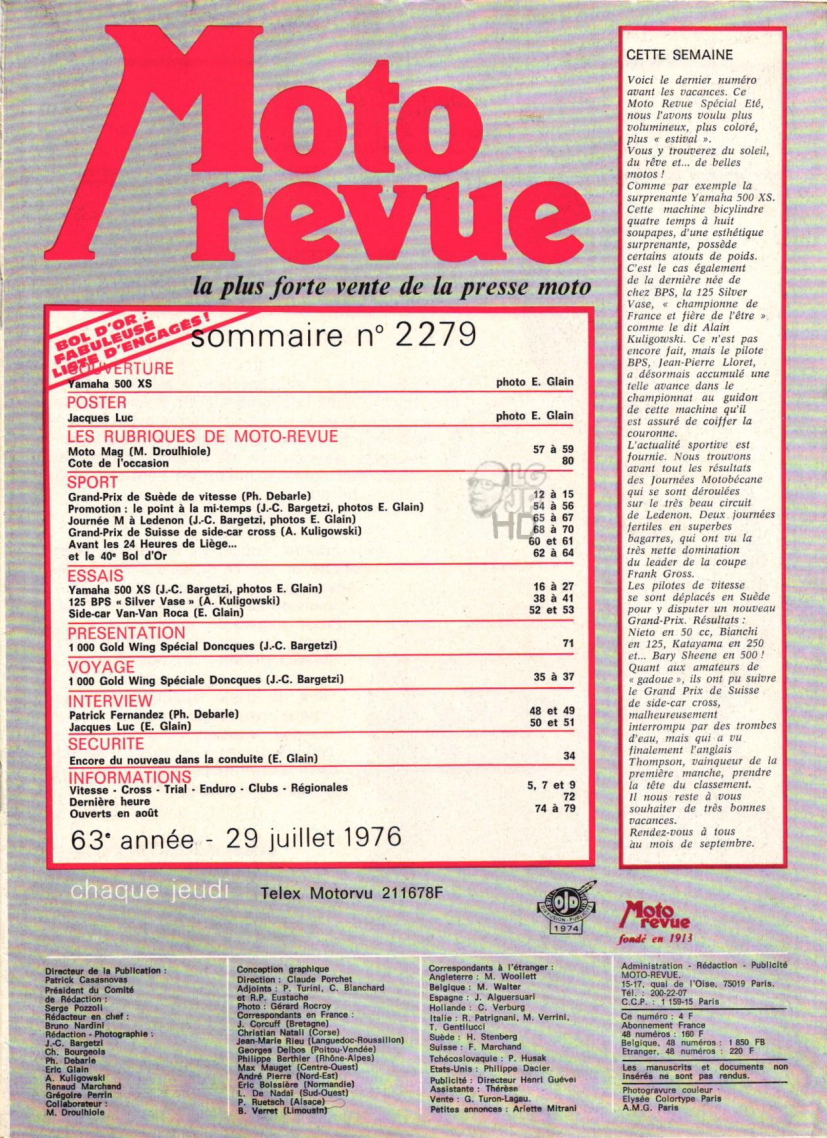 Moto
revue
la plus forte vente de la presse moto
BOL D'OR :
FABULEUSE
LISTE D'ENGAGÉS !
sommaire n° 2279
COUVERTURE
Yamaha 500 XS photo E. Glain
POSTER
Jacques Luc photo E. Glain
LES RUBRIQUES DE MOTO-REVUE
Moto Mag (M. Droulhiole) 57 à 59
Cote de l'occasion 80
SPORT
Grand-Prix de Suède de vitesse (Ph. Debarle) 12 à 15
Promotion : le point à la mi-temps (J.-C. Bargetzi, photos E. Glain) 54 à 56
Journée M à Ledenon (J.-C. Bargetzi, photos E. Glain) 65 à 67
Grand-Prix de Suisse de side-car cross (A. Kuligowski) 68 à 70
Avant les 24 Heures de Liège... 60 et 61
et le 40e Bol d'Or 62 à 64
ESSAIS
Yamaha 500 XS (J.-C. Bargetzi, photos E. Glain) 16 à 27
125 BPS « Silver Vase » (A. Kuligowski) 38 à 41
Side-car Van-Van Roca (E. Glain) 52 et 53
PRESENTATION
1 000 Gold Wing Spécial Doncques (J.-C. Bargetzi) 71
VOYAGE
1 000 Gold Wing Spéciale Doncques (J.-C. Bargetzi) 35 à 37
INTERVIEW
Patrick Fernandez (Ph. Debarle) 48 et 49
Jacques Luc (E. Glain) 50 et 51
SECURITE
Encore du nouveau dans la conduite (E. Glain) 34
INFORMATIONS
Vitesse - Cross - Trial - Enduro - Clubs - Régionales 5, 7 et 9
Dernière heure 72
Ouverts en août 74 à 79
63e année - 29 juillet 1976
LG
JP
HD
CETTE SEMAINE
Voici le dernier numéro
avant les vacances. Ce
Moto Revue Spécial Eté,
nous l'avons voulu plus
volumineux, plus coloré,
plus « estival ».
Vous y trouverez du soleil,
du rêve et... de belles
motos !
Comme par exemple la
surprenante Yamaha 500 XS.
Cette machine bicylindre
quatre temps à huit
soupapes, d'une esthétique
surprenante, possède
certains atouts de poids.
C'est le cas également
de la dernière née de
chez BPS, la 125 Silver
Vase, « championne de
France et fière de l'être »
comme le dit Alain
Kuligowski. Ce n'est pas
encore fait, mais le pilote
BPS, Jean-Pierre Lloret,
a désormais accumulé une
telle avance dans le
championnat au guidon
de cette machine qu'il
est assuré de coiffer la
couronne.
L'actualité sportive est
fournie. Nous trouvons
avant tout les résultats
des Journées Motobécane
qui se sont déroulées
sur le très beau circuit
de Ledenon. Deux journées
fertiles en superbes
bagarres, qui ont vu la
très nette domination
du leader de la coupe
Frank Gross.
Les pilotes de vitesse
se sont déplacés en Suède
pour y disputer un nouveau
Grand-Prix. Résultats :
Nieto en 50 cc, Bianchi
en 125, Katayama en 250
et... Bary Sheene en 500 !
Quant aux amateurs de
« gadoue », ils ont pu suivre
le Grand Prix de Suisse
de side-car cross,
malheureusement
interrompu par des trombes
d'eau, mais qui a vu
finalement l'anglais
Thompson, vainqueur de la
première manche, prendre
la tête du classement.
Il nous reste à vous
souhaiter de très bonnes
vacances.
Rendez-vous à tous
au mois de septembre.
chaque jeudi Telex Motorvu 211678F
OJD
1974
Moto
revue
fondé en 1913
Directeur de la Publication :
Patrick Casasnovas
Président du Comité
de Rédaction :
Serge Pozzoli
Rédacteur en chef :
Bruno Nardini
Rédaction - Photographie :
J.-C. Bargetzi
Ch. Bourgeois
Ph. Debarle
Eric Glain
A. Kuligowski
Renaud Marchand
Grégoire Perrin
Collaborateur :
M. Droulhiole
Conception graphique
Direction : Claude Porchet
Adjoints : P. Turini, C. Blanchard
et R.P. Eustache
Photo : Gérard Rocroy
Correspondants en France :
J. Corcuff (Bretagne)
Christian Natali (Corse)
Jean-Marie Rieu (Languedoc-Roussillon)
Georges Delbos (Poitou-Vendée)
Philippe Berthier (Rhône-Alpes)
Max Mauget (Centre-Ouest)
André Pierre (Nord-Est)
Eric Boissière (Normandie)
L. De Nadaï (Sud-Ouest)
P. Ruetsch (Alsace)
B. Verret (Limousin)
Correspondants à l'étranger :
Angleterre : M. Woollett
Belgique : M. Walter
Espagne : J. Alguersuari
Hollande : C. Verburg
Italie : R. Patrignani, M. Verrini,
T. Gentilucci
Suède : H. Stenberg
Suisse : F. Marchand
Tchécoslovaquie : P. Husak
Etats-Unis : Philippe Dacier
Publicité : Directeur Henri Guével
Assistante : Thérèse
Vente : G. Turon-Lagau.
Petites annonces : Arlette Mitrani
Administration - Rédaction - Publicité
MOTO-REVUE.
15-17, quai de l'Oise, 75019 Paris.
Tél. : 200-22-07
C.C.P. : 1 159-15 Paris
Ce numéro : 4 F
Abonnement France
48 numéros : 160 F
Belgique, 48 numéros : 1 850 FB
Etranger, 48 numéros : 220 F
Les manuscrits et documents non
insérés ne sont pas rendus.
Photogravure couleur
Elysée Colortype Paris
A.M.G. Paris